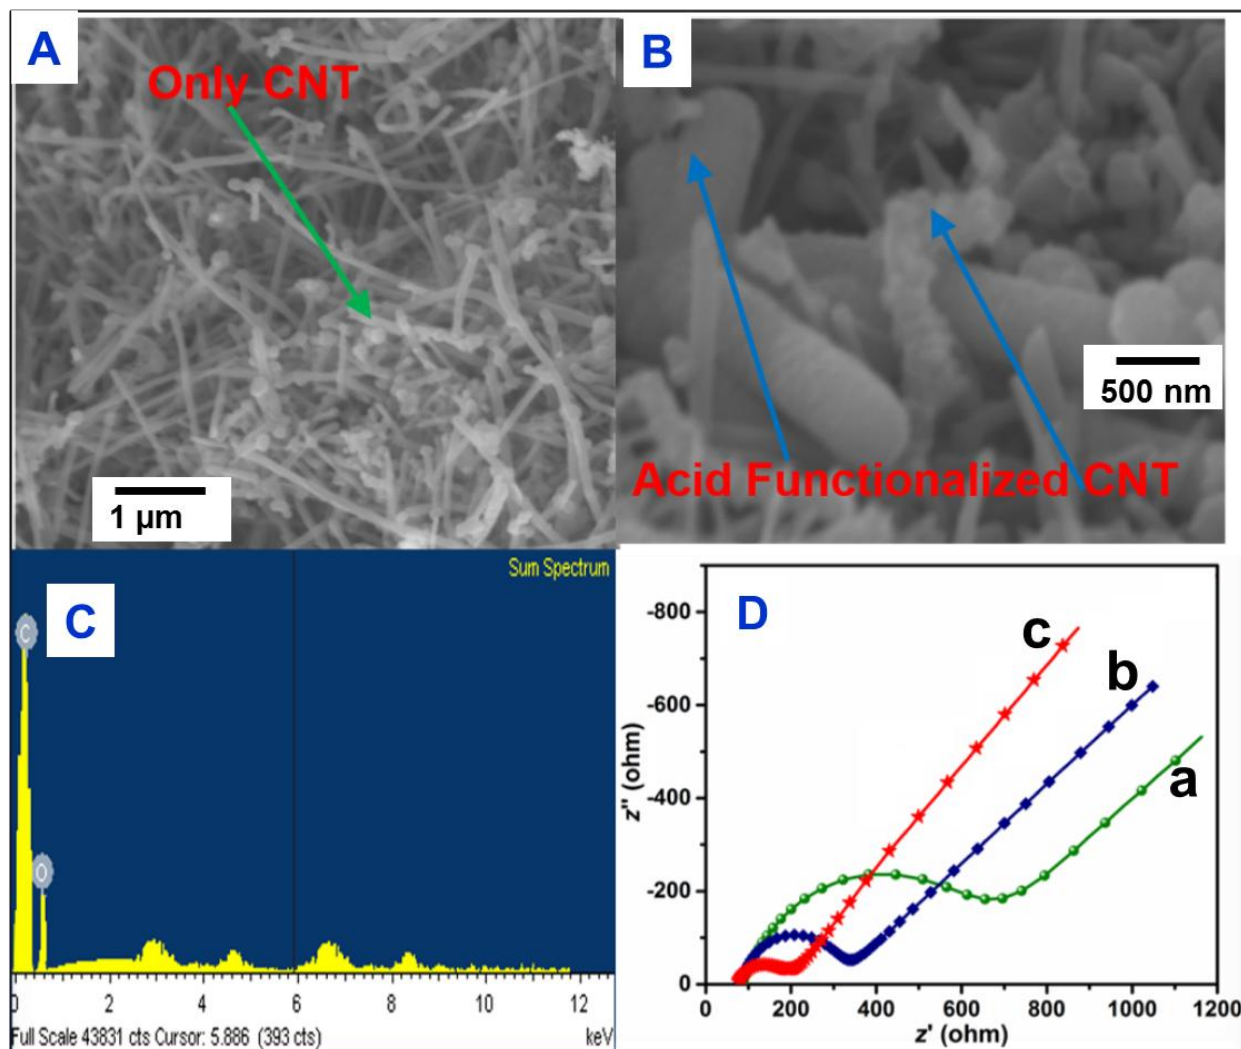 A
Only CNT
1 μm
B
500 nm
Acid Functionalized CNT
Sum Spectrum
C
C
O
0 2 4 6 8 10 12
Full Scale 43831 cts Cursor: 5.886 (393 cts) keV
D
c
b
a
-800
-600
-400
-200
0
z'' (ohm)
0 200 400 600 800 1000 1200
z' (ohm)